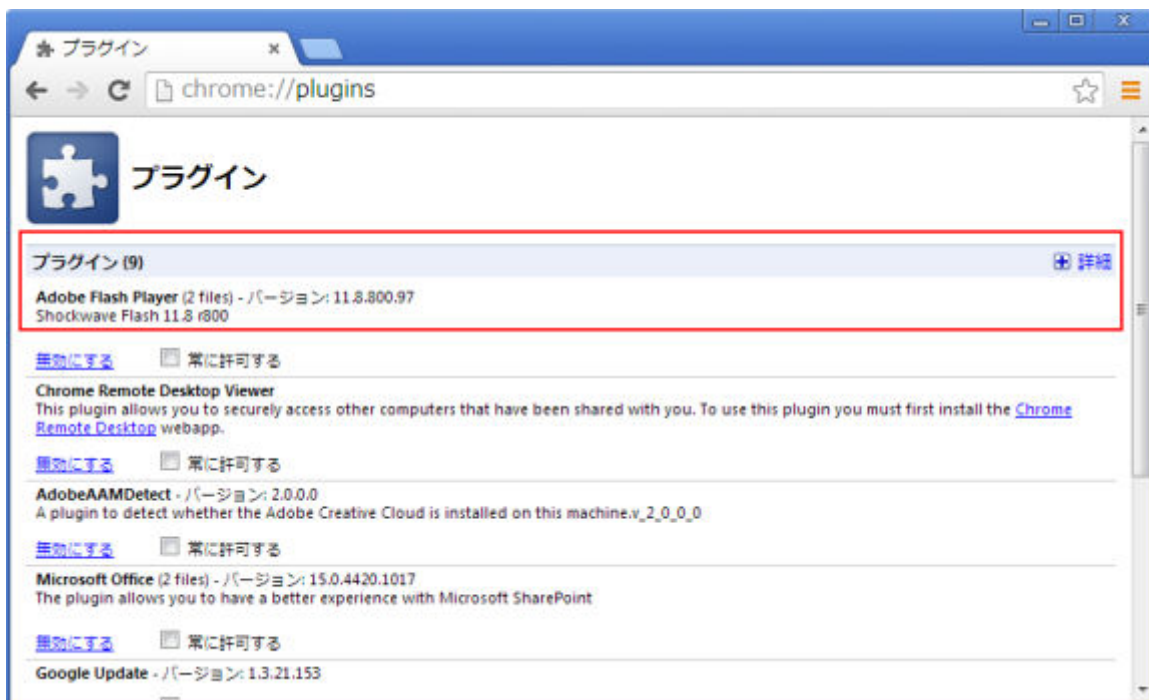 プラグイン
chrome://plugins
プラグイン
プラグイン (9)
詳細
Adobe Flash Player (2 files) - バージョン: 11.8.800.97
Shockwave Flash 11.8 r800
無効にする 常に許可する
Chrome Remote Desktop Viewer
This plugin allows you to securely access other computers that have been shared with you. To use this plugin you must first install the Chrome
Remote Desktop webapp.
無効にする 常に許可する
AdobeAAMDetect - バージョン: 2.0.0.0
A plugin to detect whether the Adobe Creative Cloud is installed on this machine.v_2_0_0_0
無効にする 常に許可する
Microsoft Office (2 files) - バージョン: 15.0.4420.1017
The plugin allows you to have a better experience with Microsoft SharePoint
無効にする 常に許可する
Google Update - バージョン: 1.3.21.153